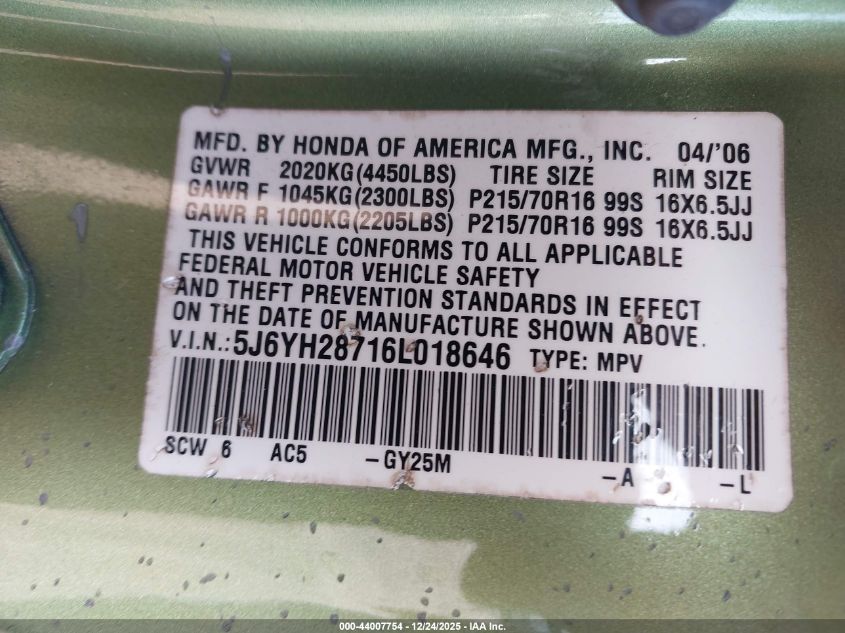 MFD. BY HONDA OF AMERICA MFG., INC. 04/'06
GVWR 2020KG(4450LBS) TIRE SIZE RIM SIZE
GAWR F 1045KG(2300LBS) P215/70R16 99S 16X6.5JJ
GAWR R 1000KG(2205LBS) P215/70R16 99S 16X6.5JJ
THIS VEHICLE CONFORMS TO ALL APPLICABLE
FEDERAL MOTOR VEHICLE SAFETY
AND THEFT PREVENTION STANDARDS IN EFFECT
ON THE DATE OF MANUFACTURE SHOWN ABOVE.
V.I.N.:5J6YH28716L018646 TYPE: MPV
SCW 6 AC5 -GY25M -A -L
000-44007754 - 12/24/2025 - IAA Inc.